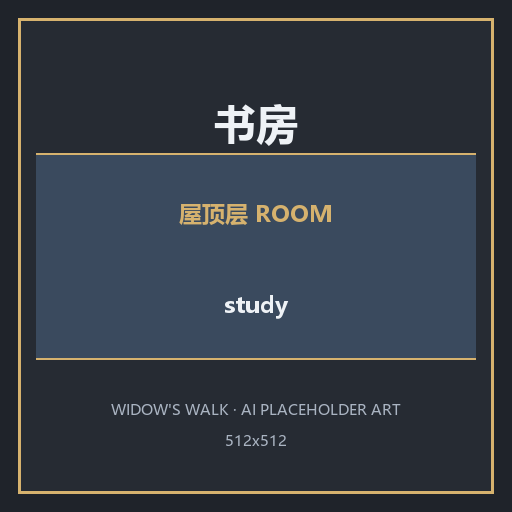 书房
屋顶层 ROOM
study
WIDOW'S WALK · AI PLACEHOLDER ART
512x512